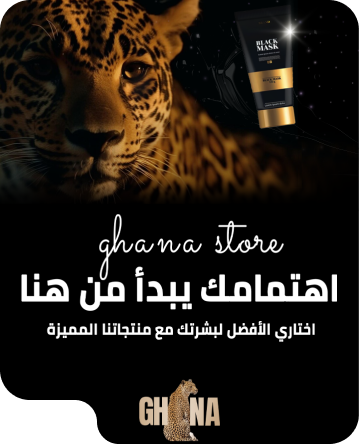 BLACK
MASK
ghana store
اهتمامك يبدأ من هنا
اختاري الأفضل لبشرتك مع منتجاتنا المميزة
GHANA